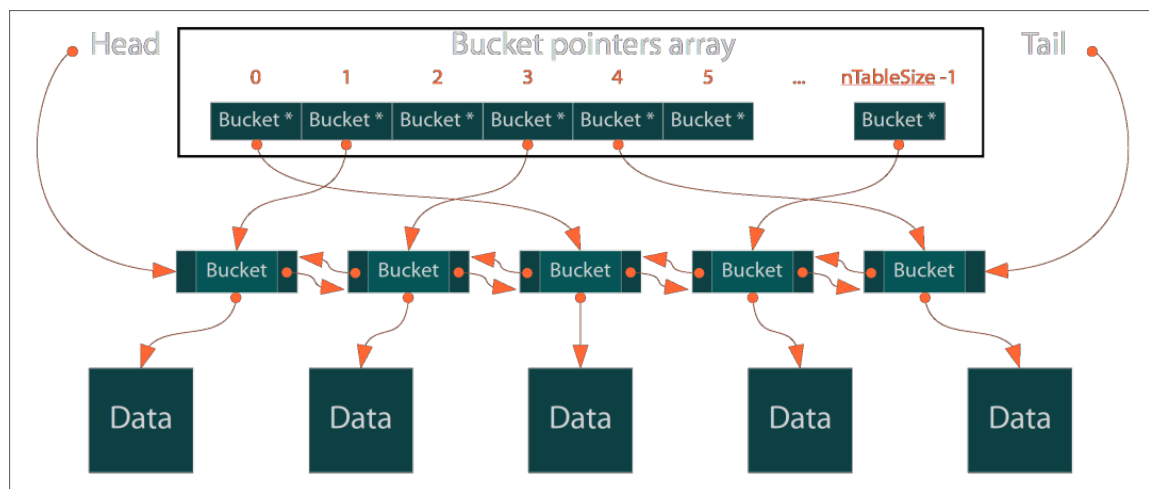 Head Bucket pointers array Tail
0 1 2 3 4 5 ... nTableSize -1
Bucket * Bucket * Bucket * Bucket * Bucket * Bucket * Bucket *
Bucket Bucket Bucket Bucket Bucket
Data Data Data Data Data